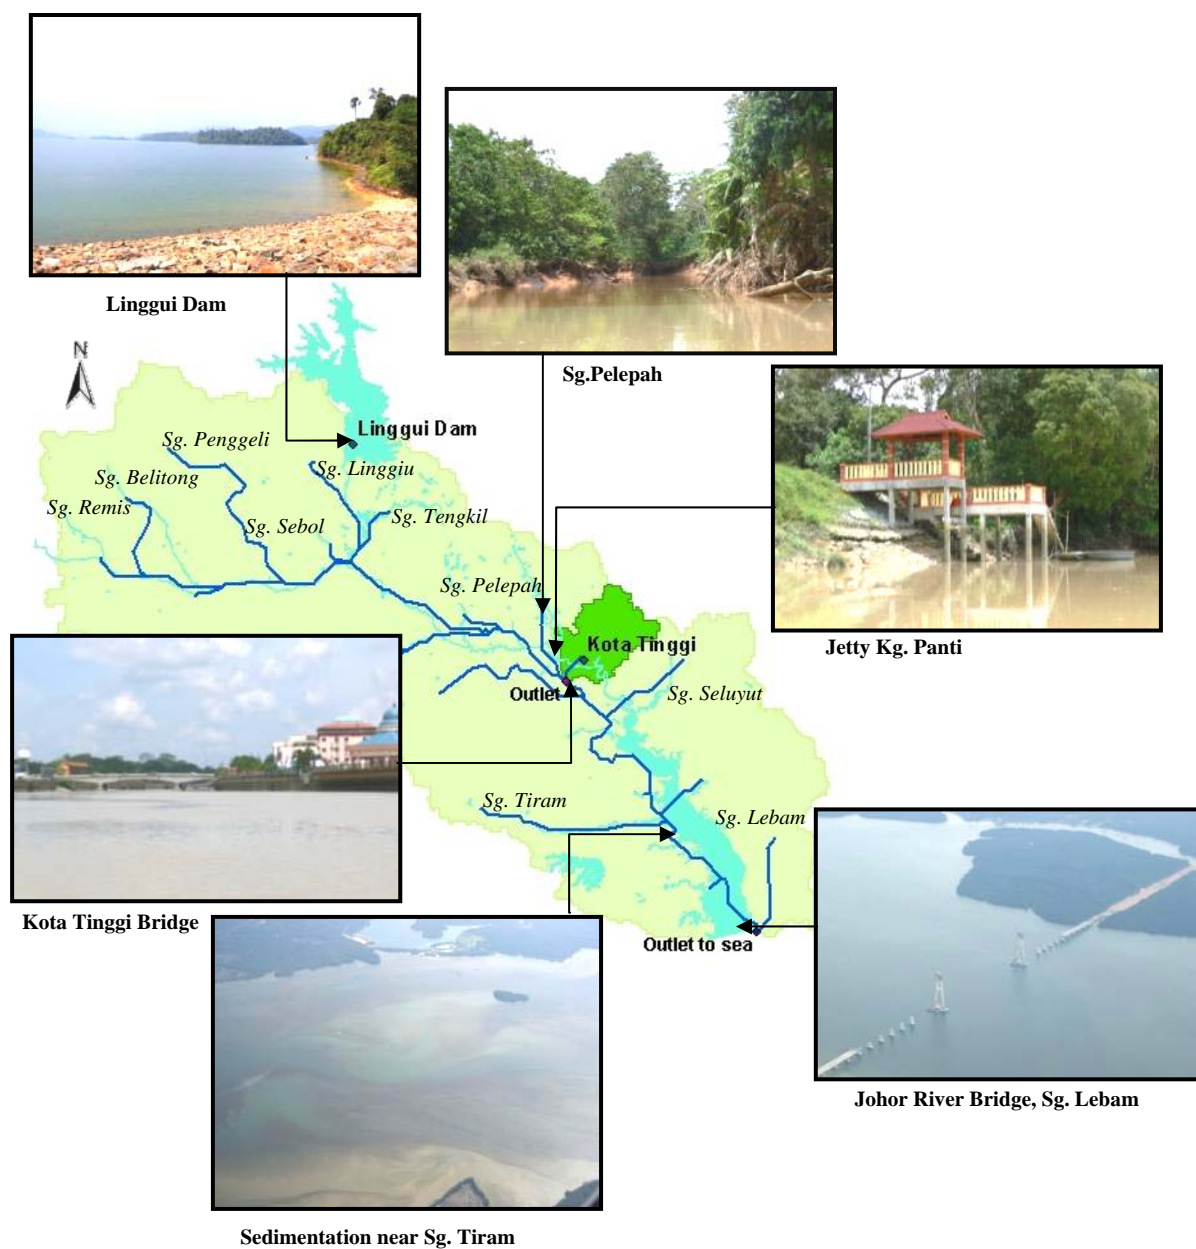 Linggui Dam
Sg.Pelepah
N
Linggui Dam
Sg. Penggeli
Sg. Linggiu
Sg. Belitong
Sg. Remis
Sg. Sebol
Sg. Tengkil
Sg. Pelepah
Kota Tinggi
Jetty Kg. Panti
Outlet
Sg. Seluyut
Sg. Tiram
Sg. Lebam
Kota Tinggi Bridge
Outlet to sea
Johor River Bridge, Sg. Lebam
Sedimentation near Sg. Tiram